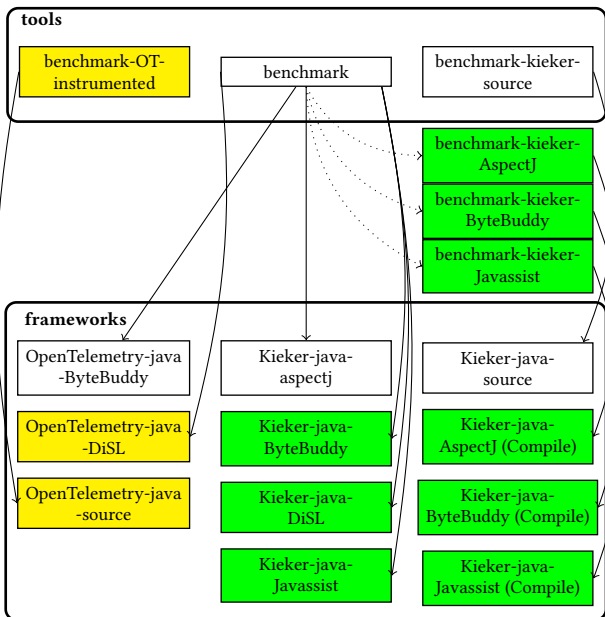 tools
benchmark-OT-
instrumented
benchmark
benchmark-kieker-
source
benchmark-kieker-
AspectJ
benchmark-kieker-
ByteBuddy
benchmark-kieker-
Javassist
frameworks
OpenTelemetry-java
-ByteBuddy
Kieker-java-
aspectj
Kieker-java-
source
OpenTelemetry-java
-DiSL
Kieker-java-
ByteBuddy
Kieker-java-
AspectJ (Compile)
OpenTelemetry-java
-source
Kieker-java-
DiSL
Kieker-java-
ByteBuddy (Compile)
Kieker-java-
Javassist
Kieker-java-
Javassist (Compile)